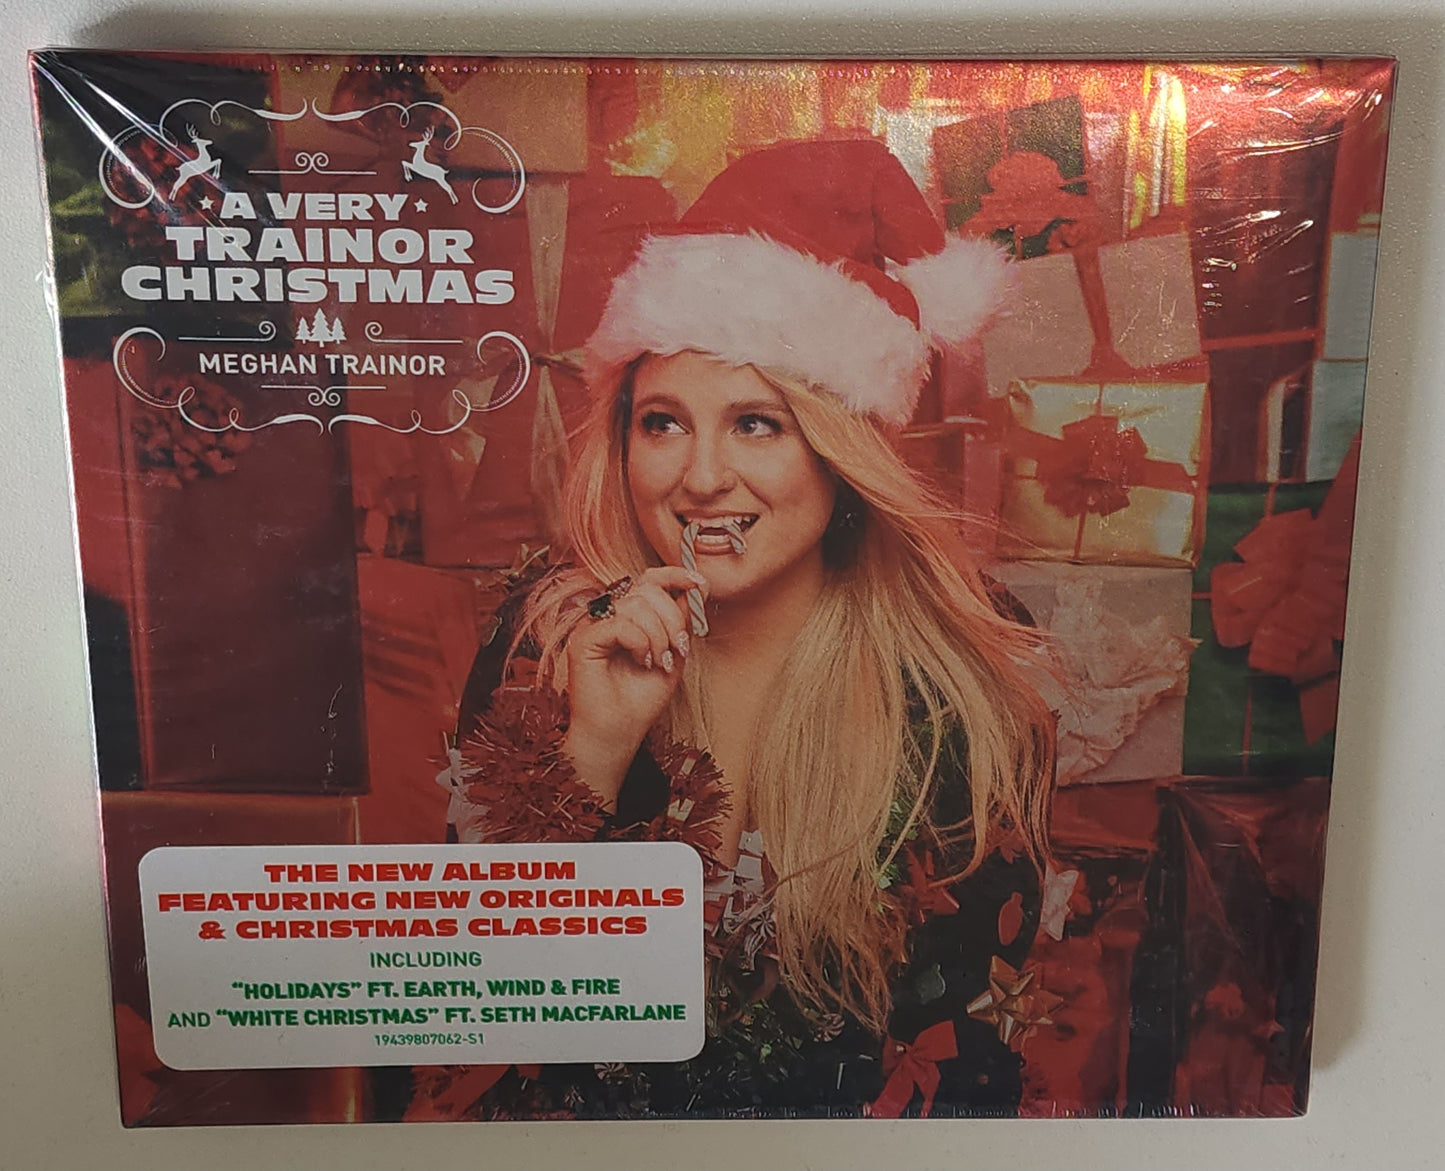 A VERY
TRAINOR
CHRISTMAS
MEGHAN TRAINOR
THE NEW ALBUM
FEATURING NEW ORIGINALS
& CHRISTMAS CLASSICS
INCLUDING
“HOLIDAYS” FT. EARTH, WIND & FIRE
AND “WHITE CHRISTMAS” FT. SETH MACFARLANE
19439807062-S1